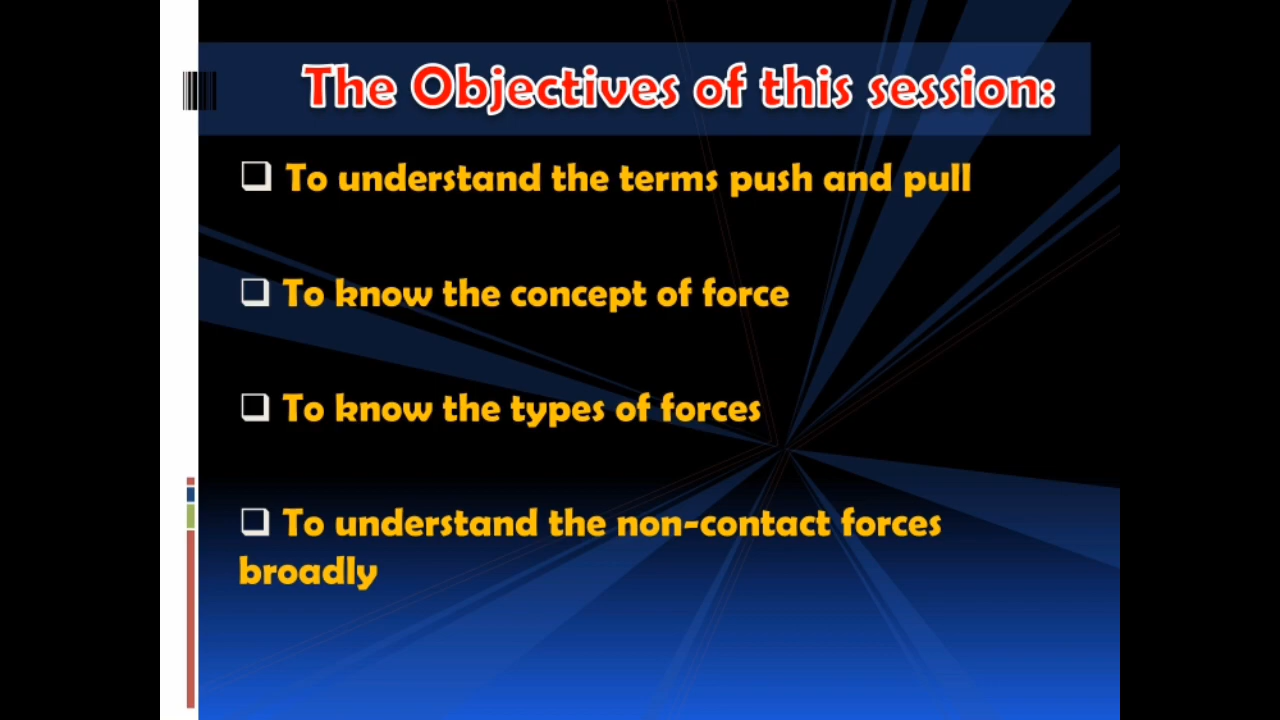 The Objectives of this session:
❑ To understand the terms push and pull
❑ To know the concept of force
❑ To know the types of forces
❑ To understand the non-contact forces
broadly